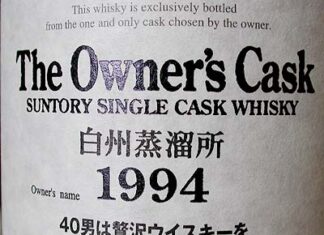 This whisky is exclusively bottled
from the one and only cask chosen by the owner.
The Owner's Cask
SUNTORY SINGLE CASK WHISKY
白州蒸溜所
Owner's name 1994
40男は贅沢ウイスキーを